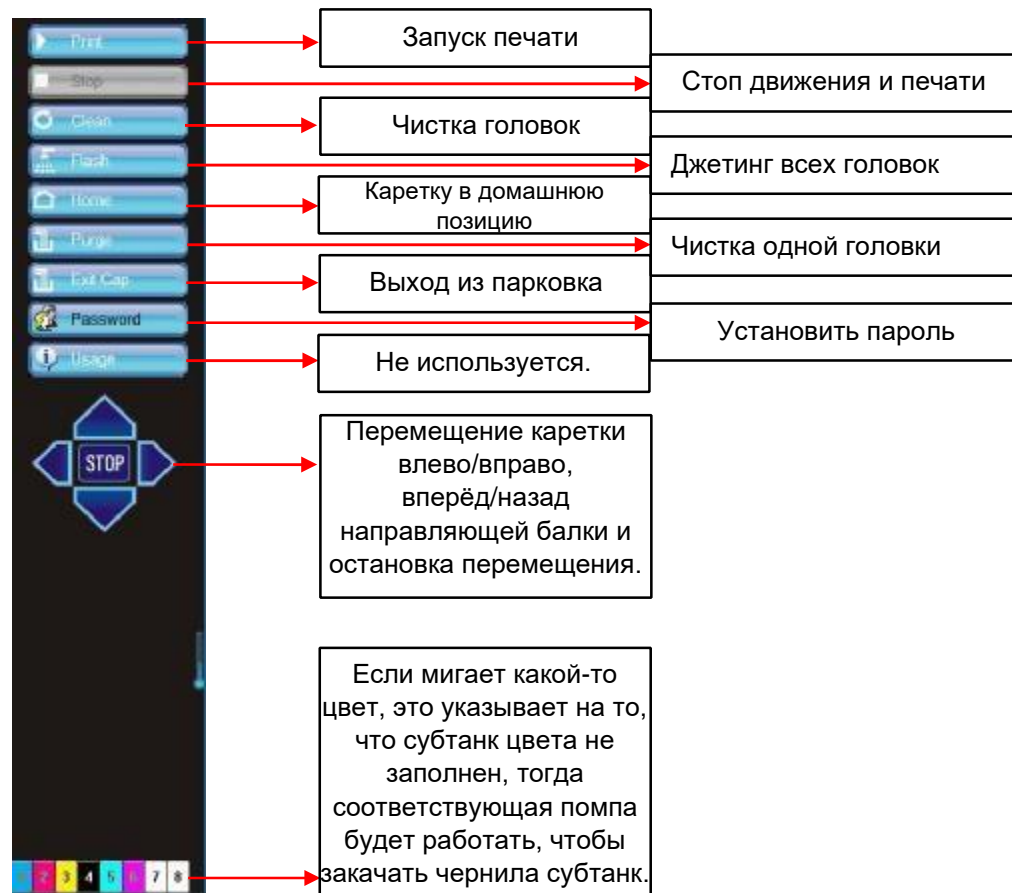 Print
Запуск печати
Stop
Стоп движения и печати
Clean
Чистка головок
Flash
Джетинг всех головок
Home
Каретку в домашнюю
позицию
Purge
Чистка одной головки
Exit Cap
Выход из парковка
Password
Установить пароль
Usage
Не используется.
STOP
Перемещение каретки
влево/вправо,
вперёд/назад
направляющей балки и
остановка перемещения.
Если мигает какой-то
цвет, это указывает на то,
что субтанк цвета не
заполнен, тогда
соответствующая помпа
будет работать, чтобы
закачать чернила субтанк.
1 2 3 4 5 6 7 8